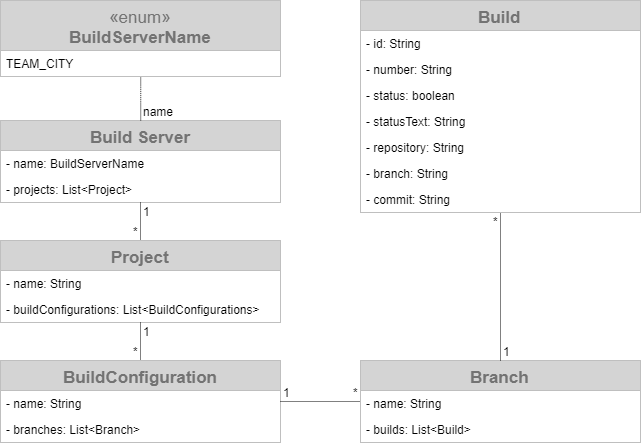 «enum»
BuildServerName
TEAM_CITY
name
Build Server
- name: BuildServerName
- projects: List<Project>
1
*
Project
- name: String
- buildConfigurations: List<BuildConfigurations>
1
*
BuildConfiguration
- name: String
- branches: List<Branch>
1
*
Build
- id: String
- number: String
- status: boolean
- statusText: String
- repository: String
- branch: String
- commit: String
*
1
Branch
- name: String
- builds: List<Build>